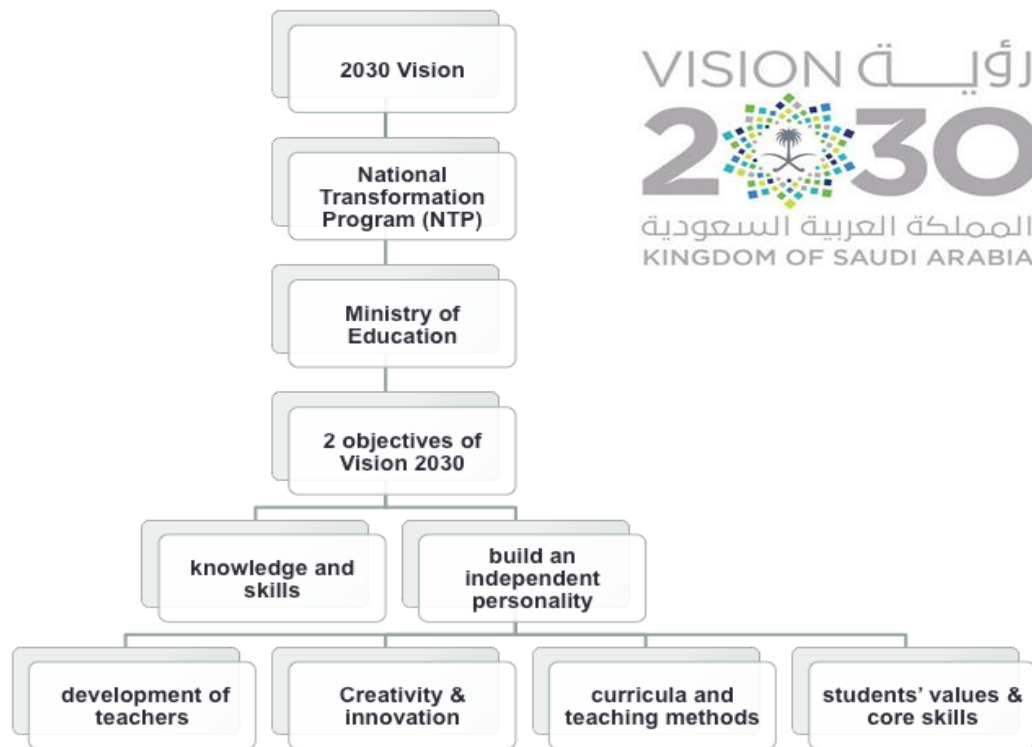 2030 Vision
VISION رؤيــــة
2030
المملكة العربية السعودية
KINGDOM OF SAUDI ARABIA
National
Transformation
Program (NTP)
Ministry of
Education
2 objectives of
Vision 2030
knowledge and
skills
build an
independent
personality
development of
teachers
Creativity &
innovation
curricula and
teaching methods
students’ values &
core skills